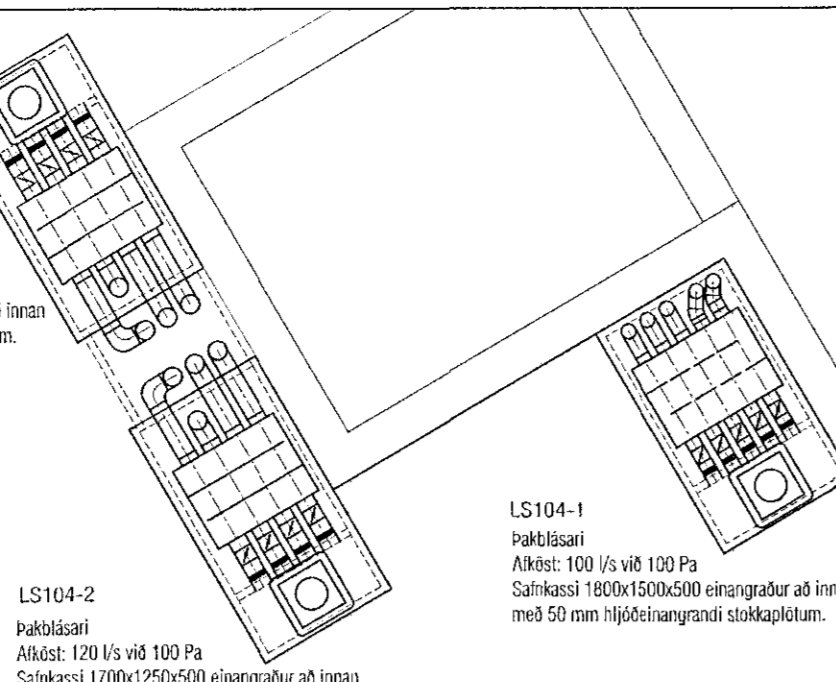 innan
m.
LS104-2
Þakblásari
Afköst: 120 l/s við 100 Pa
Safnkassi 1700x1250x500 einangraður að innan
LS104-1
Þakblásari
Afköst: 100 l/s við 100 Pa
Safnkassi 1800x1500x500 einangraður að inn
með 50 mm hljóðeinangrandi stokkaplötum.